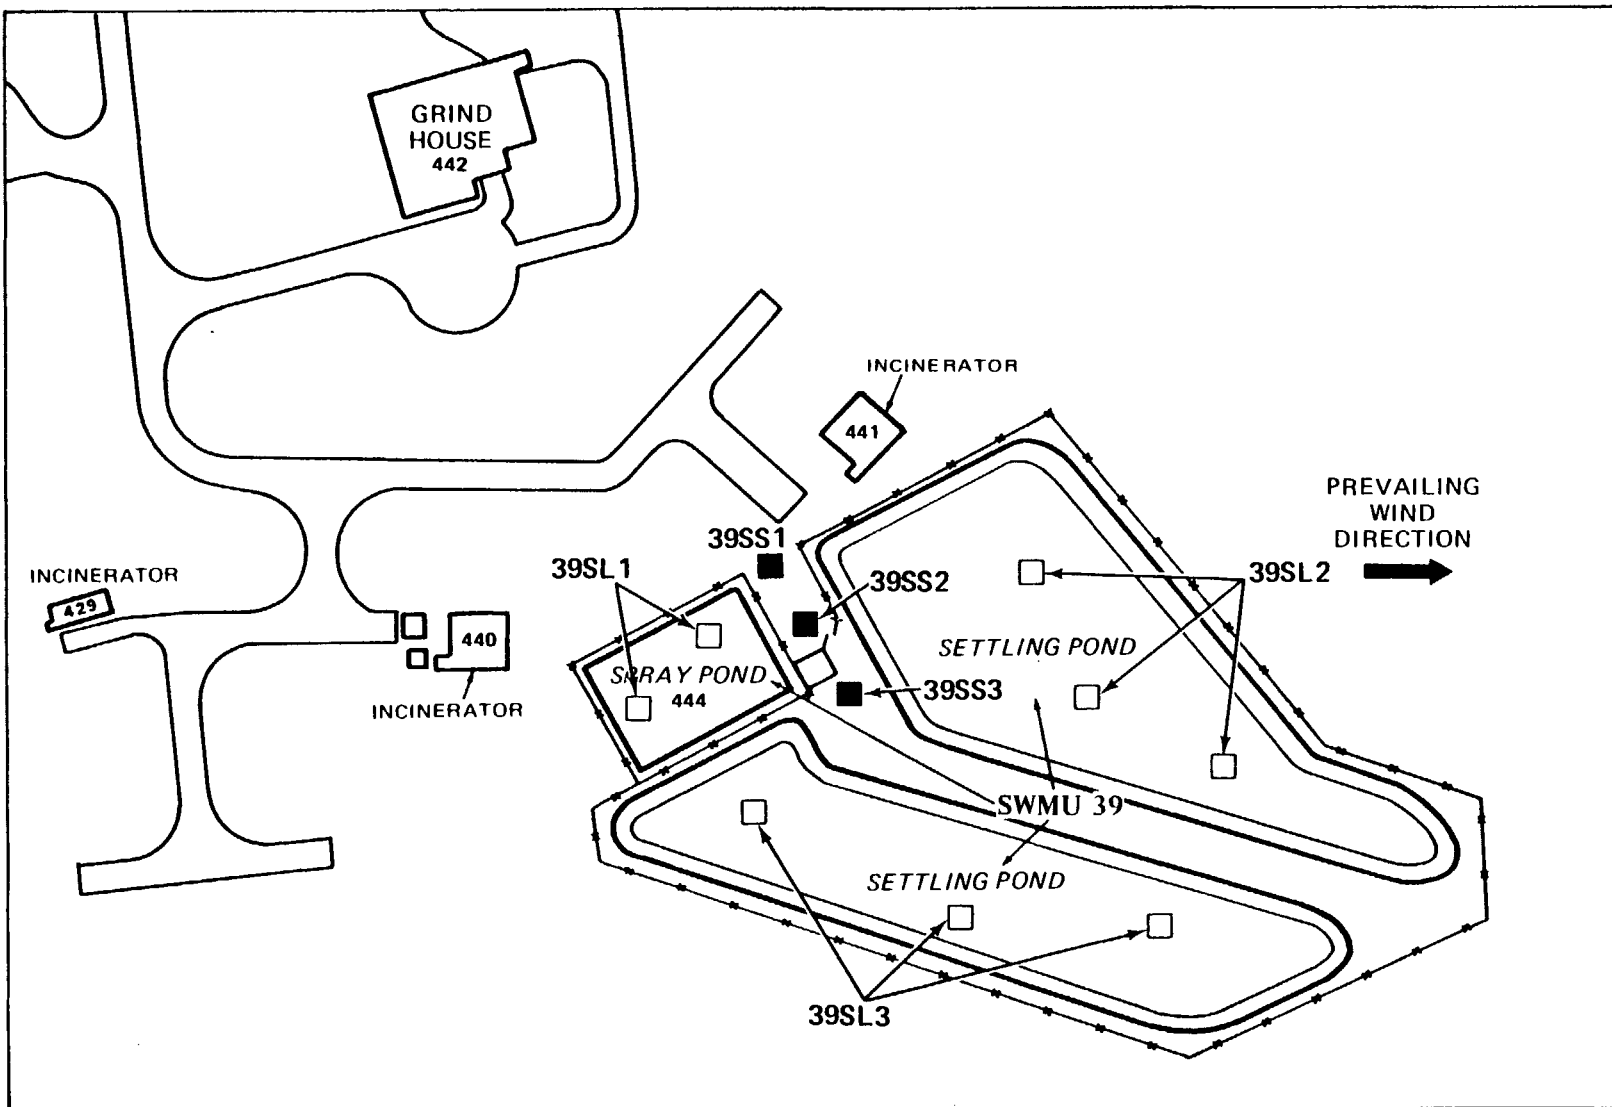 GRIND
HOUSE
442
INCINERATOR
441
PREVAILING
WIND
DIRECTION
39SS1
39SL1
39SS2
39SL2
INCINERATOR
429
440
SETTLING POND
SPRAY POND
444
39SS3
INCINERATOR
SWMU 39
SETTLING POND
39SL3